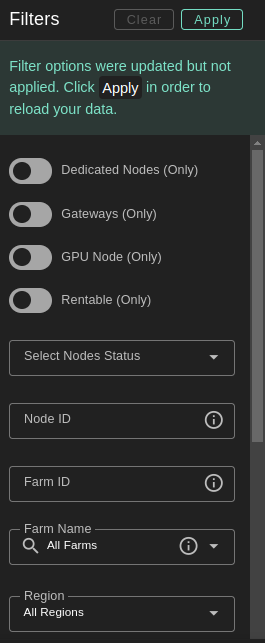 Filters Clear Apply
Filter options were updated but not
applied. Click Apply in order to
reload your data.
Dedicated Nodes (Only)
Gateways (Only)
GPU Node (Only)
Rentable (Only)
Select Nodes Status
Node ID
Farm ID
Farm Name
All Farms
Region
All Regions